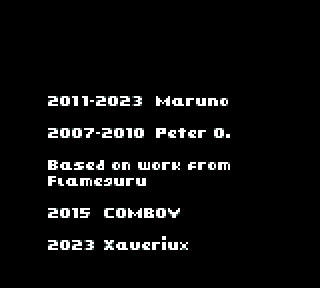 2011-2023 Maruno
2007-2010 Peter O.
Based on work from
Flameguru
2015 COMBOY
2023 Xaveriux